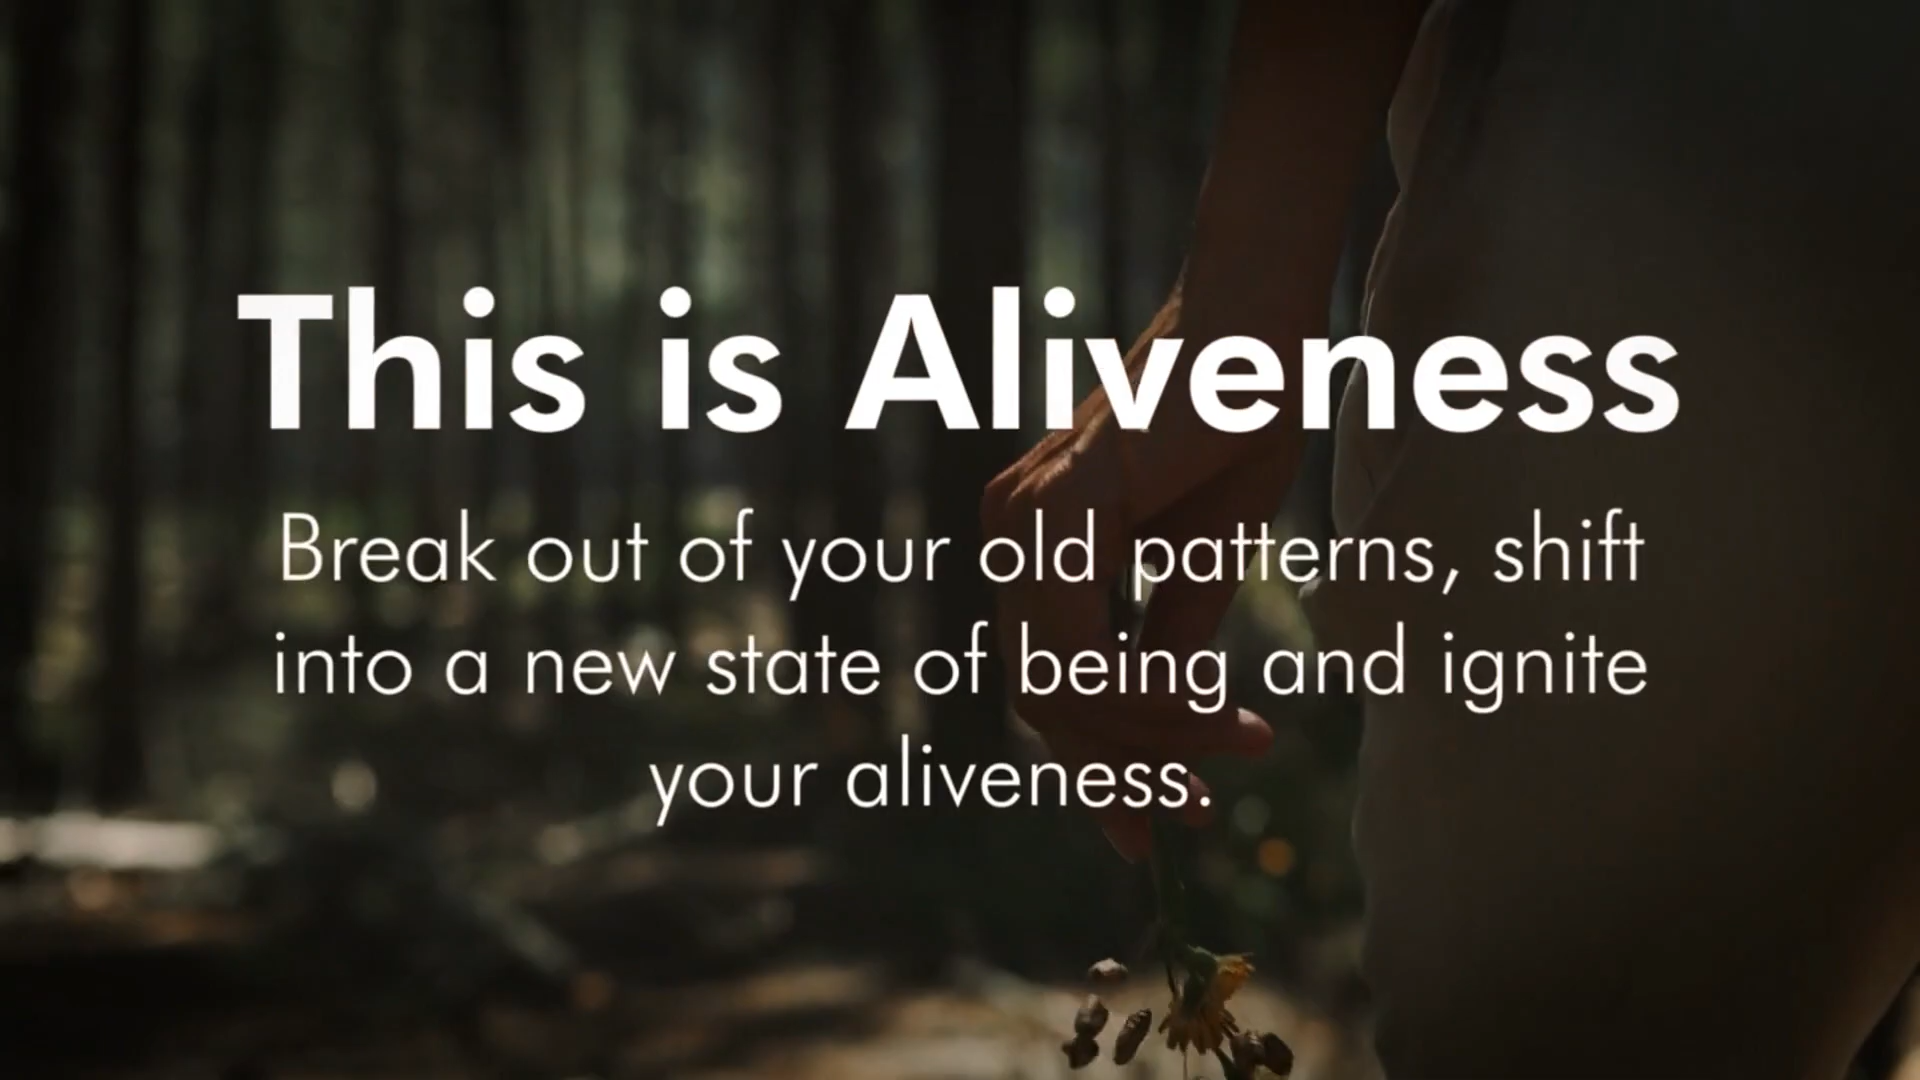 This is Aliveness
Break out of your old patterns, shift
into a new state of being and ignite
your aliveness.